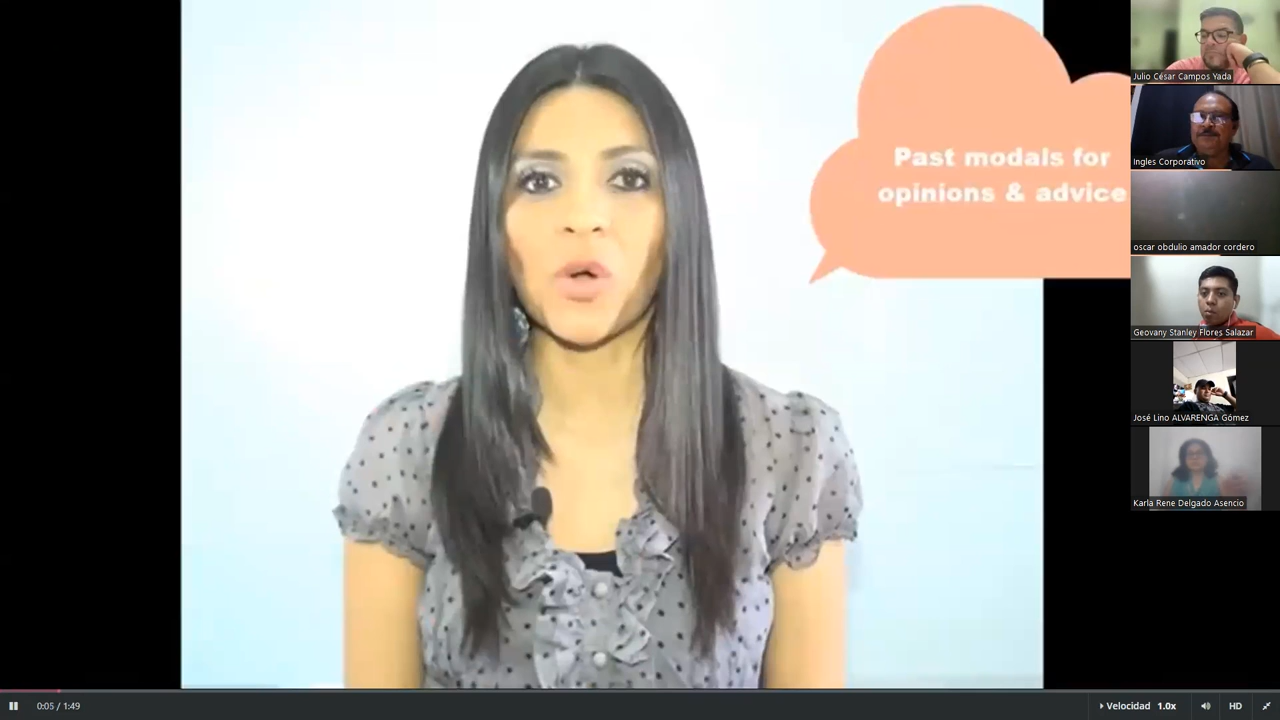 Past modals for
opinions & advice
Julio César Campos Yada
Ingles Corporativo
oscar obdulio amador cordero
Geovany Stanley Flores Salazar
José Lino ALVARENGA Gómez
Karla Rene Delgado Asencio
0:05 / 1:49
Velocidad 1.0x
HD